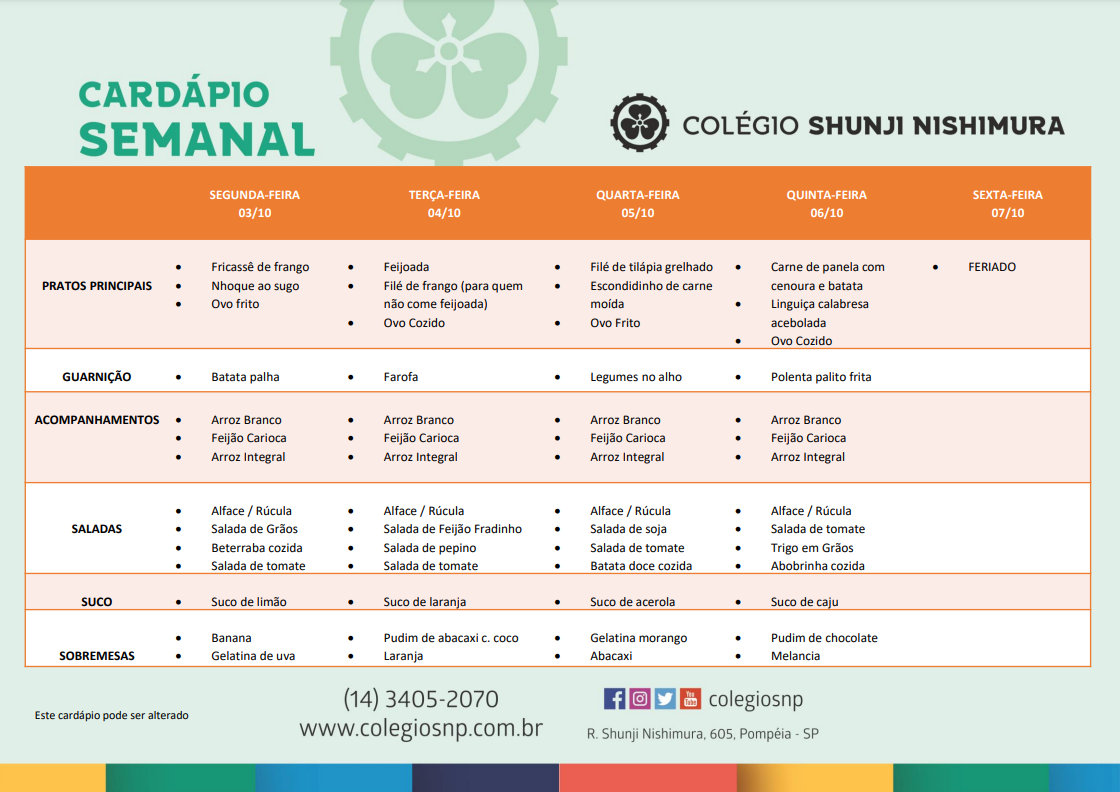 CARDÁPIO
SEMANAL
COLÉGIO SHUNJI NISHIMURA
SEGUNDA-FEIRA
03/10
TERÇA-FEIRA
04/10
QUARTA-FEIRA
05/10
QUINTA-FEIRA
06/10
SEXTA-FEIRA
07/10
PRATOS PRINCIPAIS
• Fricassê de frango
• Nhoque ao sugo
• Ovo frito
• Feijoada
• Filé de frango (para quem
não come feijoada)
• Ovo Cozido
• Filé de tilápia grelhado
• Escondidinho de carne
moída
• Ovo Frito
• Carne de panela com
cenoura e batata
• Linguiça calabresa
acebolada
• Ovo Cozido
• FERIADO
GUARNIÇÃO
• Batata palha
• Farofa
• Legumes no alho
• Polenta palito frita
ACOMPANHAMENTOS
• Arroz Branco
• Feijão Carioca
• Arroz Integral
• Arroz Branco
• Feijão Carioca
• Arroz Integral
• Arroz Branco
• Feijão Carioca
• Arroz Integral
• Arroz Branco
• Feijão Carioca
• Arroz Integral
SALADAS
• Alface / Rúcula
• Salada de Grãos
• Beterraba cozida
• Salada de tomate
• Alface / Rúcula
• Salada de Feijão Fradinho
• Salada de pepino
• Salada de tomate
• Alface / Rúcula
• Salada de soja
• Salada de tomate
• Batata doce cozida
• Alface / Rúcula
• Salada de tomate
• Trigo em Grãos
• Abobrinha cozida
SUCO
• Suco de limão
• Suco de laranja
• Suco de acerola
• Suco de caju
SOBREMESAS
• Banana
• Gelatina de uva
• Pudim de abacaxi c. coco
• Laranja
• Gelatina morango
• Abacaxi
• Pudim de chocolate
• Melancia
Este cardápio pode ser alterado
(14) 3405-2070
www.colegiosnp.com.br
You Tube
colegiosnp
R. Shunji Nishimura, 605, Pompéia - SP